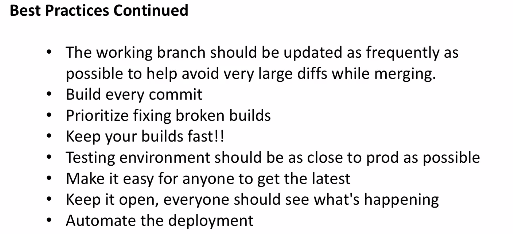 Best Practices Continued
• The working branch should be updated as frequently as
possible to help avoid very large diffs while merging.
• Build every commit
• Prioritize fixing broken builds
• Keep your builds fast!!
• Testing environment should be as close to prod as possible
• Make it easy for anyone to get the latest
• Keep it open, everyone should see what's happening
• Automate the deployment